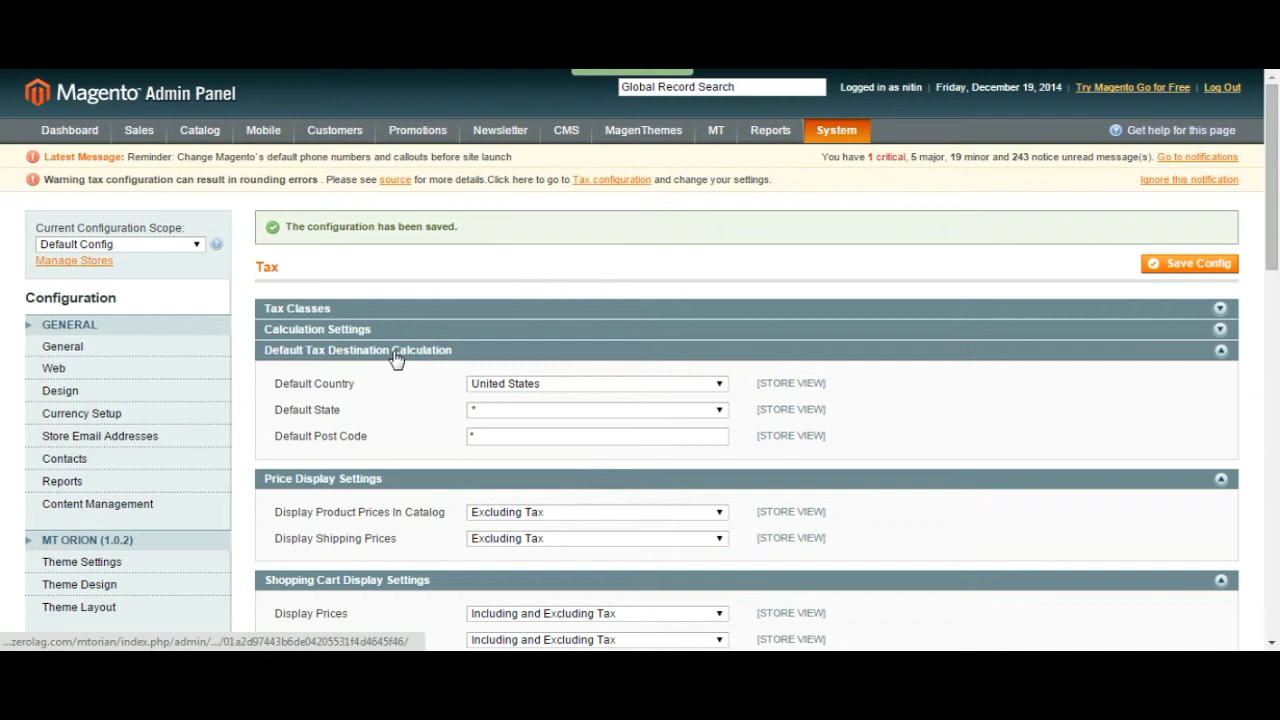 Magento Admin Panel
Global Record Search
Logged in as nitin | Friday, December 19, 2014 | Try Magento Go for Free | Log Out
Dashboard Sales Catalog Mobile Customers Promotions Newsletter CMS MagenThemes MT Reports System Get help for this page
Latest Message: Reminder: Change Magento`s default phone numbers and callouts before site launch You have 1 critical, 5 major, 19 minor and 243 notice unread message(s). Go to notifications
Warning tax configuration can result in rounding errors . Please see source for more details.Click here to go to Tax configuration and change your settings. Ignore this notification
Current Configuration Scope:
Default Config
Manage Stores
Configuration
GENERAL
General
Web
Design
Currency Setup
Store Email Addresses
Contacts
Reports
Content Management
MT ORION (1.0.2)
Theme Settings
Theme Design
Theme Layout
The configuration has been saved.
Tax Save Config
Tax Classes
Calculation Settings
Default Tax Destination Calculation
Default Country United States [STORE VIEW]
Default State * [STORE VIEW]
Default Post Code * [STORE VIEW]
Price Display Settings
Display Product Prices In Catalog Excluding Tax [STORE VIEW]
Display Shipping Prices Excluding Tax [STORE VIEW]
Shopping Cart Display Settings
Display Prices Including and Excluding Tax [STORE VIEW]
Including and Excluding Tax [STORE VIEW]
...zerolag.com/mtorian/index.php/admin/.../01a2d97443b6de04205531f4d4645f46/